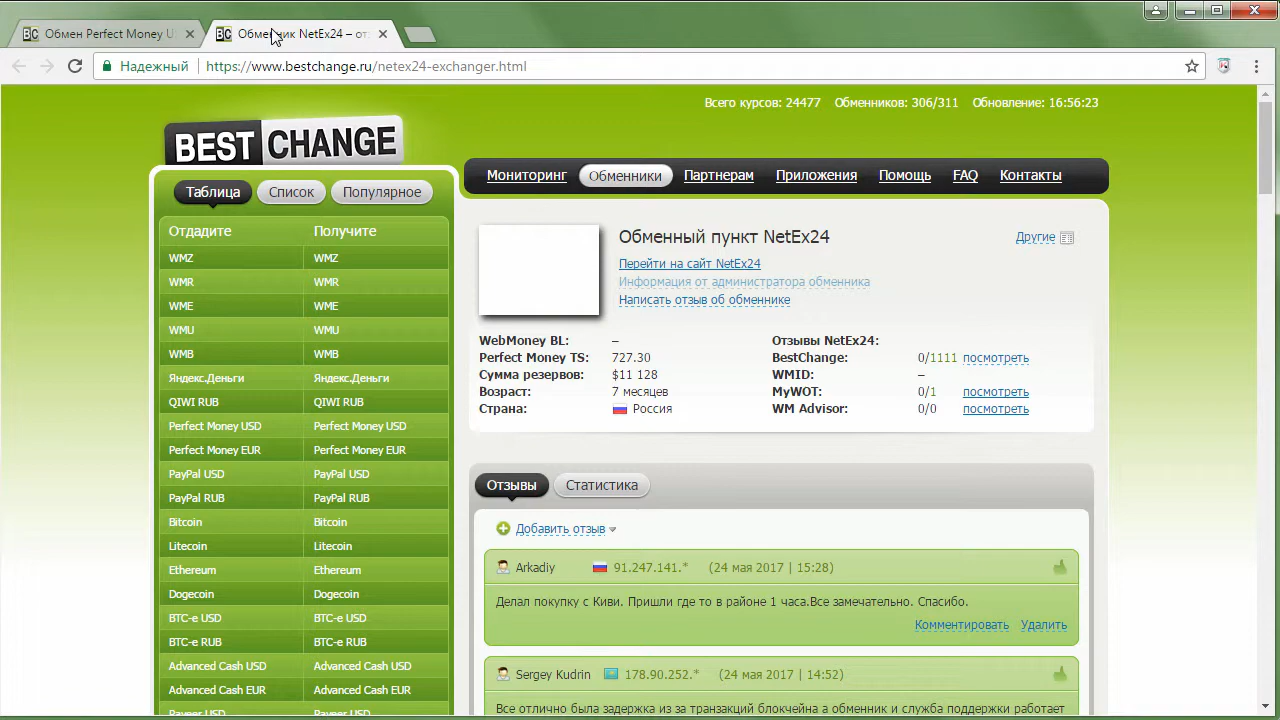 Обмен Perfect Money U
Обменник NetEx24 – от
Надежный
https://www.bestchange.ru/netex24-exchanger.html
Всего курсов: 24477 Обменников: 306/311 Обновление: 16:56:23
BESTCHANGE
Мониторинг Обменники Партнерам Приложения Помощь FAQ Контакты
Таблица Список Популярное
Отдадите Получите
WMZ WMZ
WMR WMR
WME WME
WMU WMU
WMB WMB
Яндекс.Деньги Яндекс.Деньги
QIWI RUB QIWI RUB
Perfect Money USD Perfect Money USD
Perfect Money EUR Perfect Money EUR
PayPal USD PayPal USD
PayPal RUB PayPal RUB
Bitcoin Bitcoin
Litecoin Litecoin
Ethereum Ethereum
Dogecoin Dogecoin
BTC-e USD BTC-e USD
BTC-e RUB BTC-e RUB
Advanced Cash USD Advanced Cash USD
Advanced Cash EUR Advanced Cash EUR
Payeer USD Payeer USD
Обменный пункт NetEx24
Другие
Перейти на сайт NetEx24
Информация от администратора обменника
Написать отзыв об обменнике
WebMoney BL: –
Perfect Money TS: 727.30
Сумма резервов: $11 128
Возраст: 7 месяцев
Страна: Россия
Отзывы NetEx24:
BestChange: 0/1111 посмотреть
WMID: –
MyWOT: 0/1 посмотреть
WM Advisor: 0/0 посмотреть
Отзывы Статистика
Добавить отзыв
Arkadiy 91.247.141.* (24 мая 2017 | 15:28)
Делал покупку с Киви. Пришли где то в районе 1 часа.Все замечательно. Спасибо.
Комментировать Удалить
Sergey Kudrin 178.90.252.* (24 мая 2017 | 14:52)
Все отлично была задержка из за транзакций блокчейна а обменник и служба поддержки работает